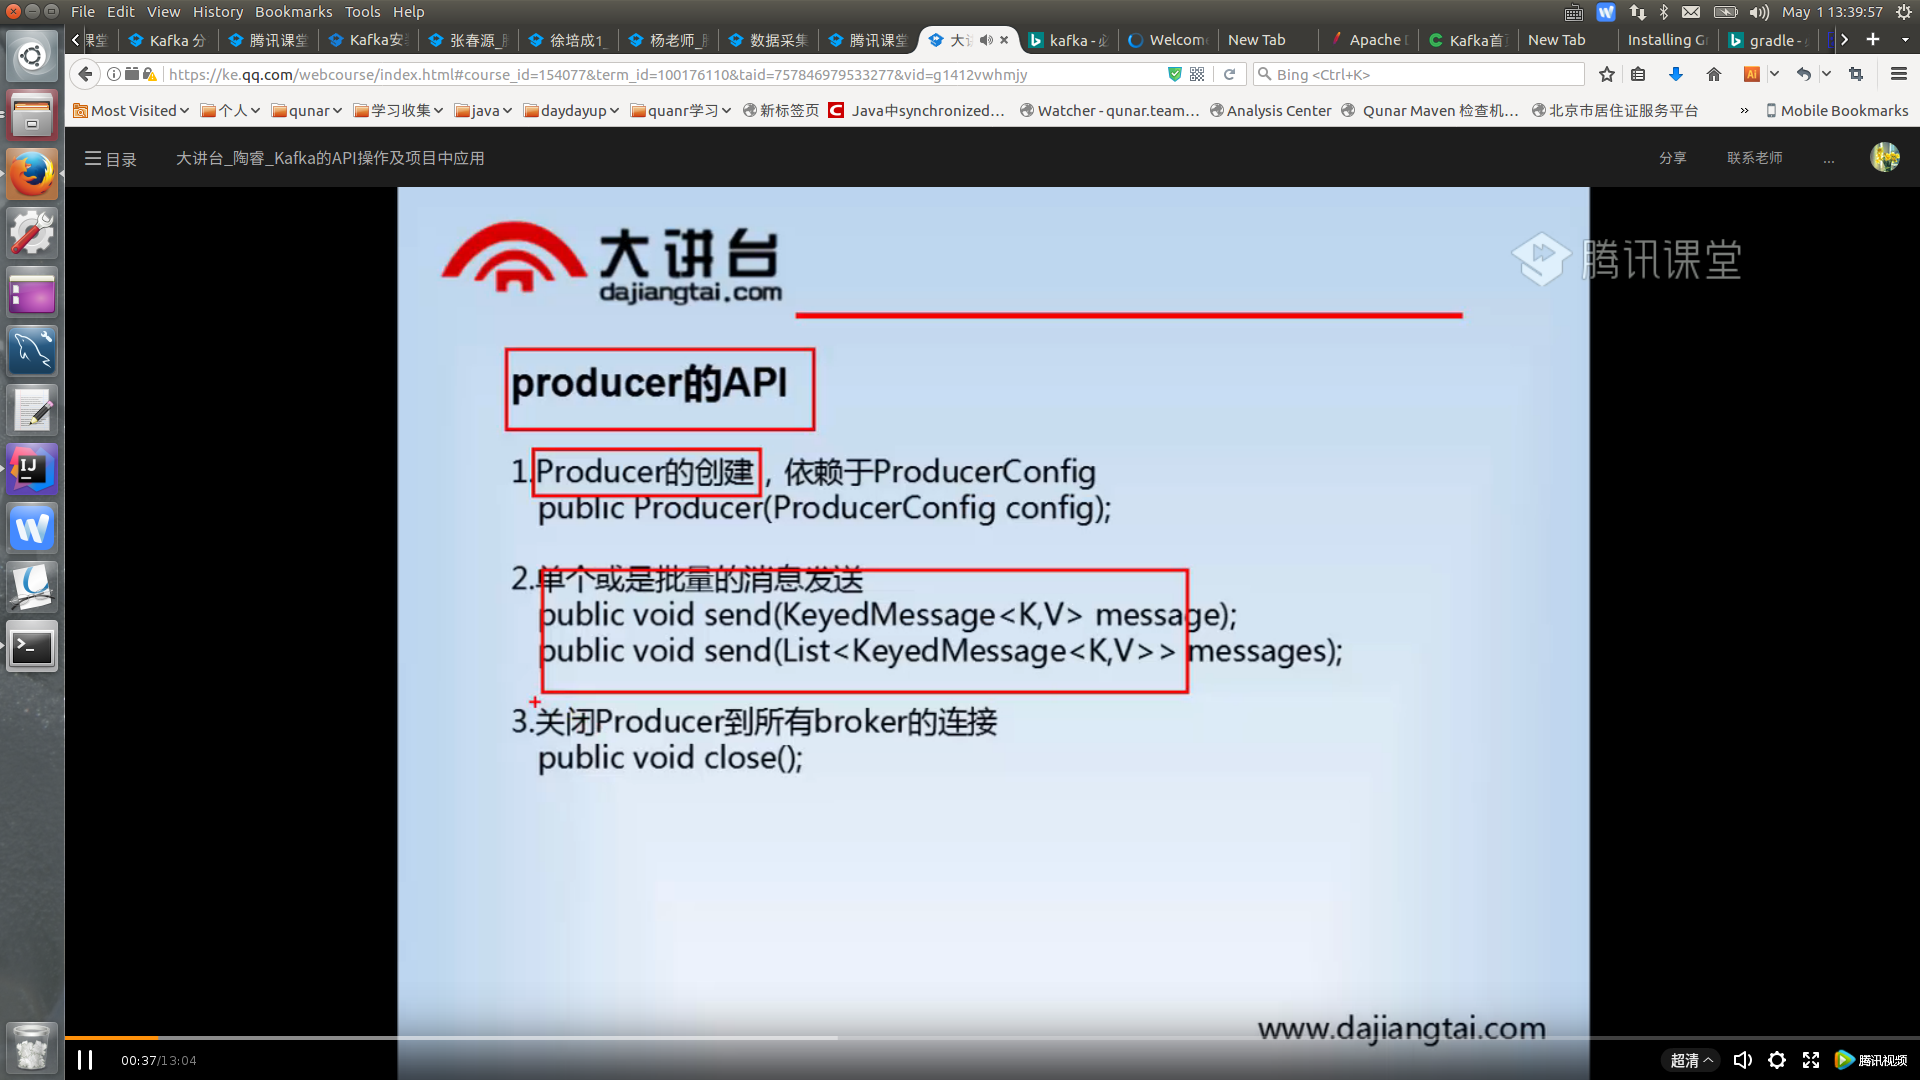 File Edit View History Bookmarks Tools Help
May 1 13:39:57
课堂
Kafka 分
腾讯课堂
Kafka安
张春源_
徐培成1_
杨老师_
数据采集
腾讯课堂
大
kafka -
Welcome
New Tab
Apache
Kafka首
New Tab
Installing Gr
gradle -
https://ke.qq.com/webcourse/index.html#course_id=154077&term_id=100176110&taid=757846979533277&vid=g1412vwhmjy
Bing <Ctrl+K>
Most Visited
个人
qunar
学习收集
java
daydayup
quanr学习
新标签页
Java中synchronized...
Watcher - qunar.team...
Analysis Center
Qunar Maven 检查机...
北京市居住证服务平台
»
Mobile Bookmarks
目录
大讲台_陶睿_Kafka的API操作及项目中应用
分享
联系老师
...
大讲台
dajiangtai.com
腾讯课堂
producer的API
1.Producer的创建，依赖于ProducerConfig
public Producer(ProducerConfig config);
2.单个或是批量的消息发送
public void send(KeyedMessage<K,V> message);
public void send(List<KeyedMessage<K,V>> messages);
3.关闭Producer到所有broker的连接
public void close();
www.dajiangtai.com
00:37/13:04
超清
腾讯视频